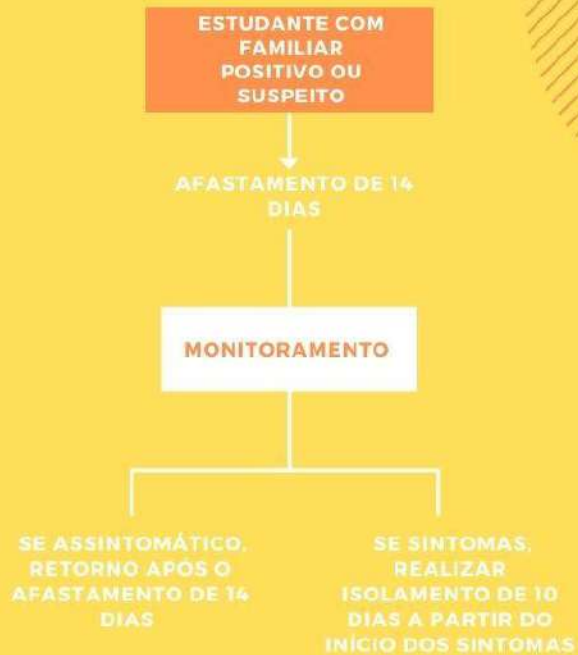 ESTUDANTE COM
FAMILIAR
POSITIVO OU
SUSPEITO
AFASTAMENTO DE 14
DIAS
MONITORAMENTO
SE ASSINTOMÁTICO,
RETORNO APÓS O
AFASTAMENTO DE 14
DIAS
SE SINTOMAS,
REALIZAR
ISOLAMENTO DE 10
DIAS A PARTIR DO
INÍCIO DOS SINTOMAS